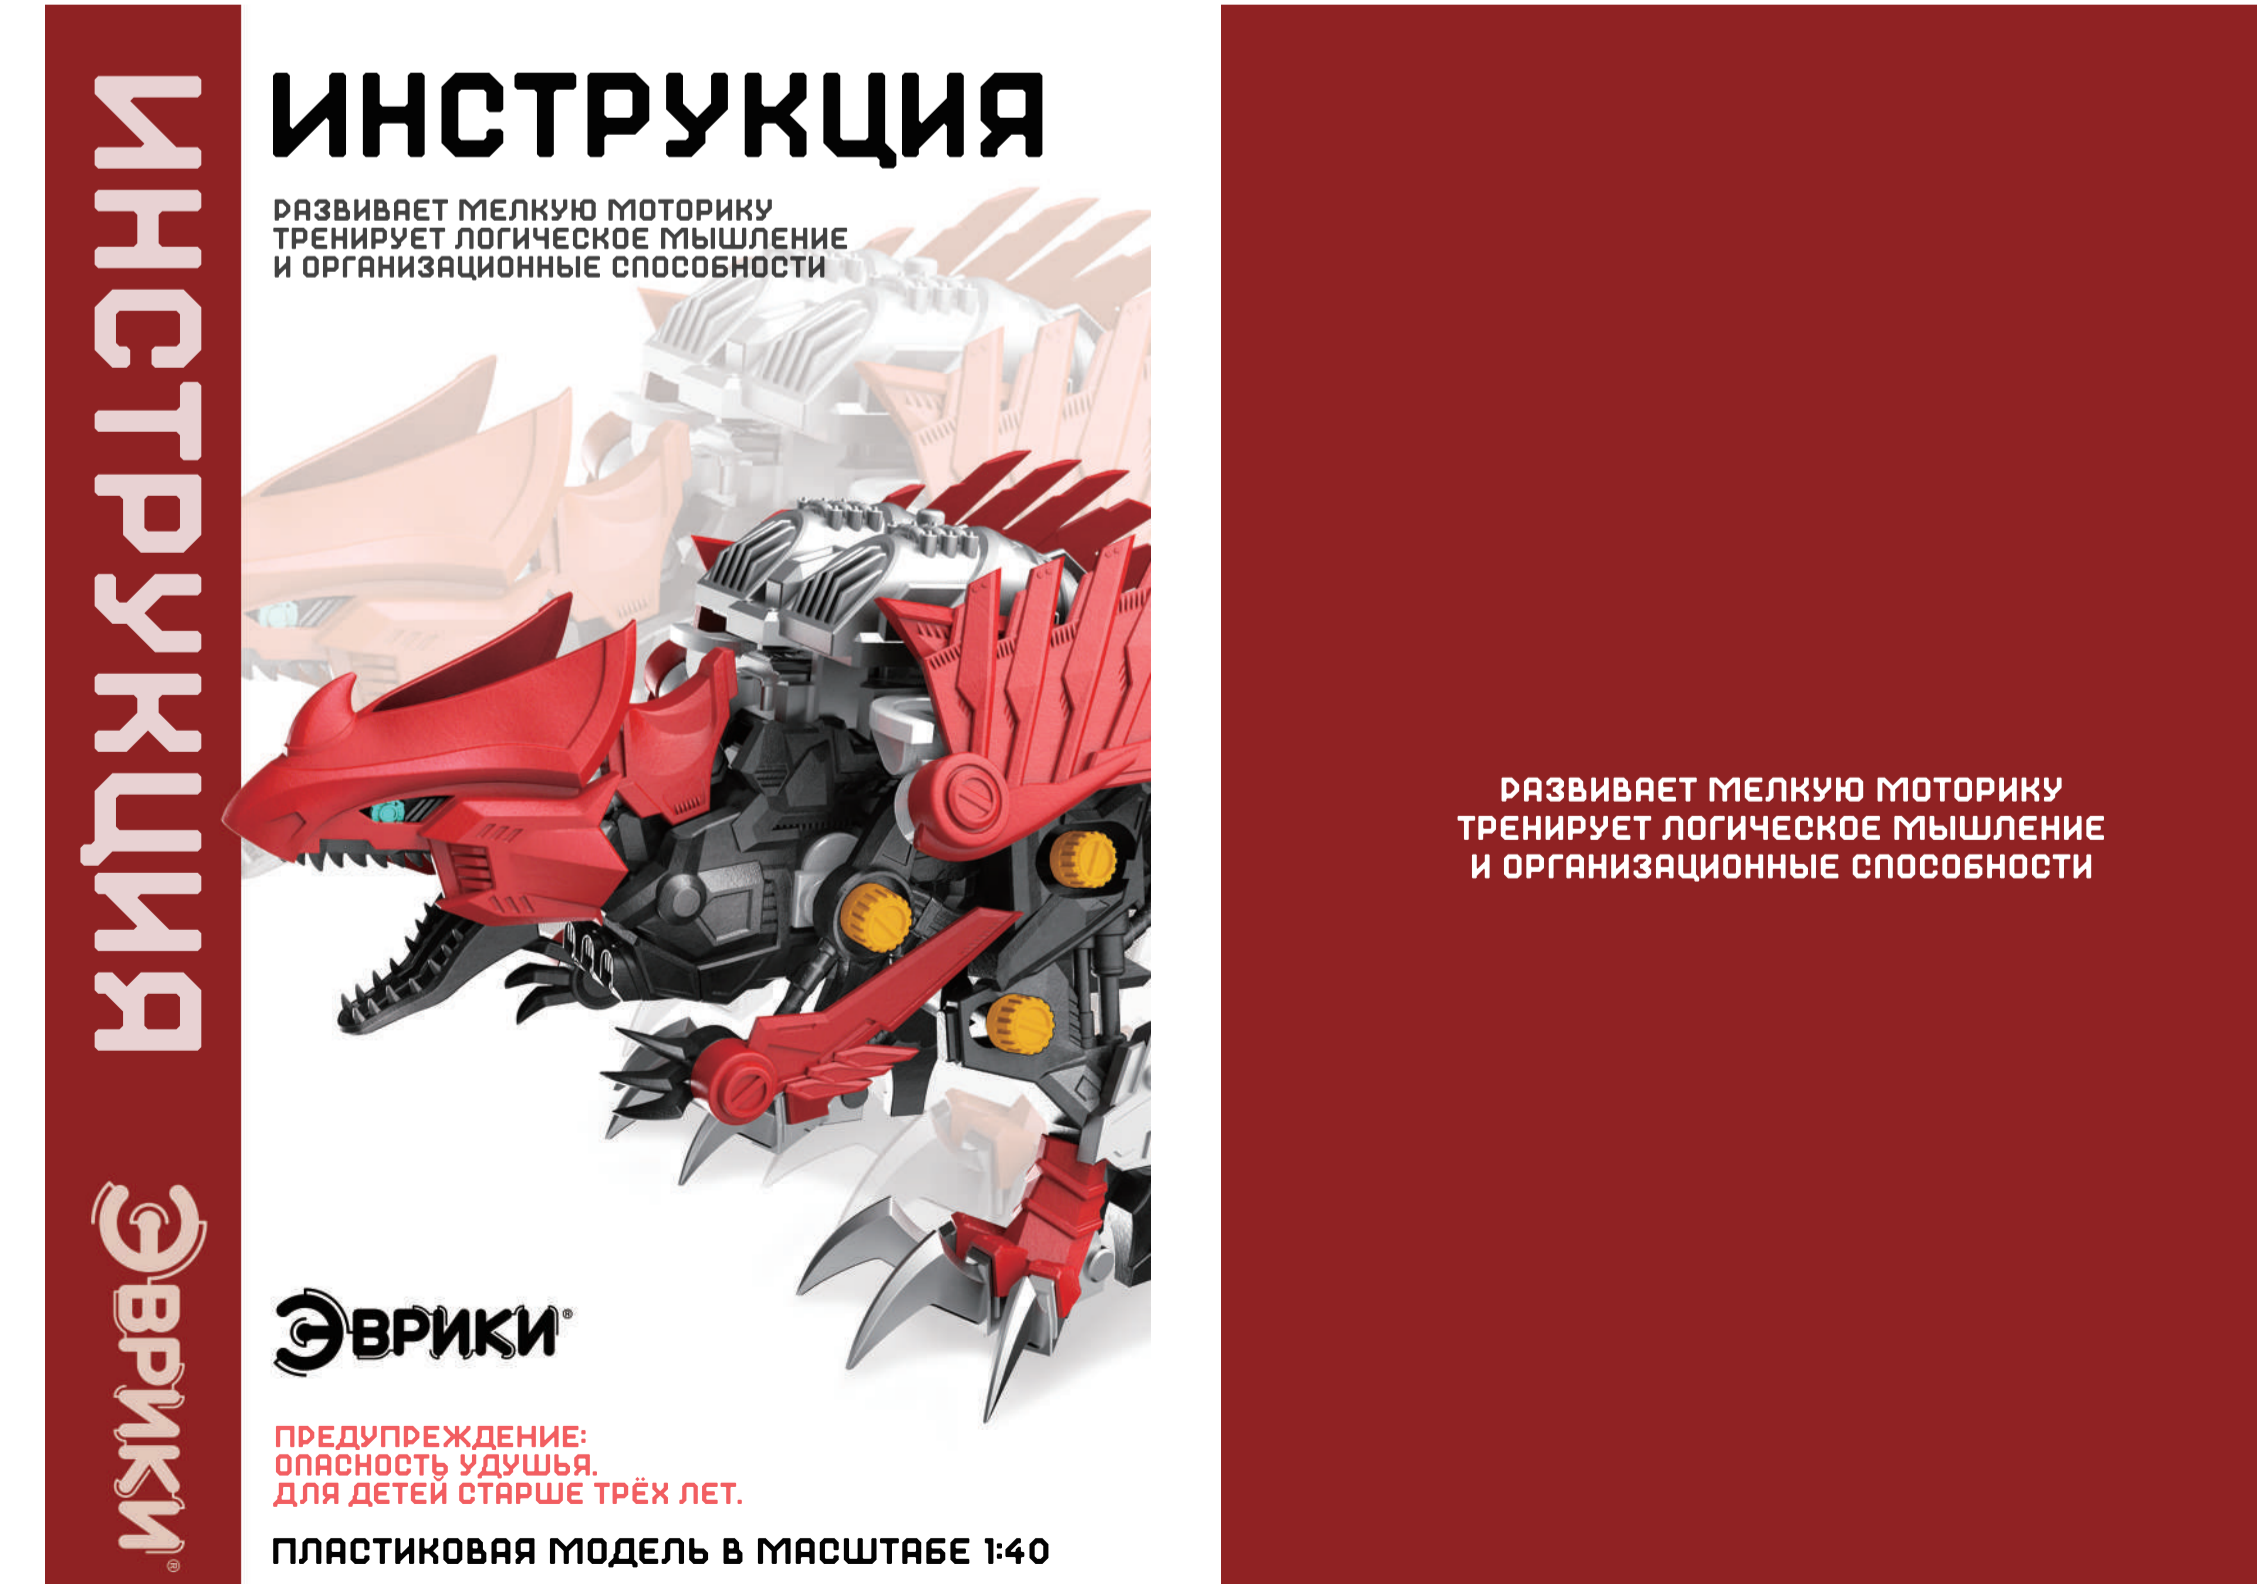 ИНСТРУКЦИЯ
ЭВРИКИ®
ИНСТРУКЦИЯ
РАЗВИВАЕТ МЕЛКУЮ МОТОРИКУ
ТРЕНИРУЕТ ЛОГИЧЕСКОЕ МЫШЛЕНИЕ
И ОРГАНИЗАЦИОННЫЕ СПОСОБНОСТИ
ЭВРИКИ®
ПРЕДУПРЕЖДЕНИЕ:
ОПАСНОСТЬ УДУШЬЯ.
ДЛЯ ДЕТЕЙ СТАРШЕ ТРЁХ ЛЕТ.
ПЛАСТИКОВАЯ МОДЕЛЬ В МАСШТАБЕ 1:40
РАЗВИВАЕТ МЕЛКУЮ МОТОРИКУ
ТРЕНИРУЕТ ЛОГИЧЕСКОЕ МЫШЛЕНИЕ
И ОРГАНИЗАЦИОННЫЕ СПОСОБНОСТИ